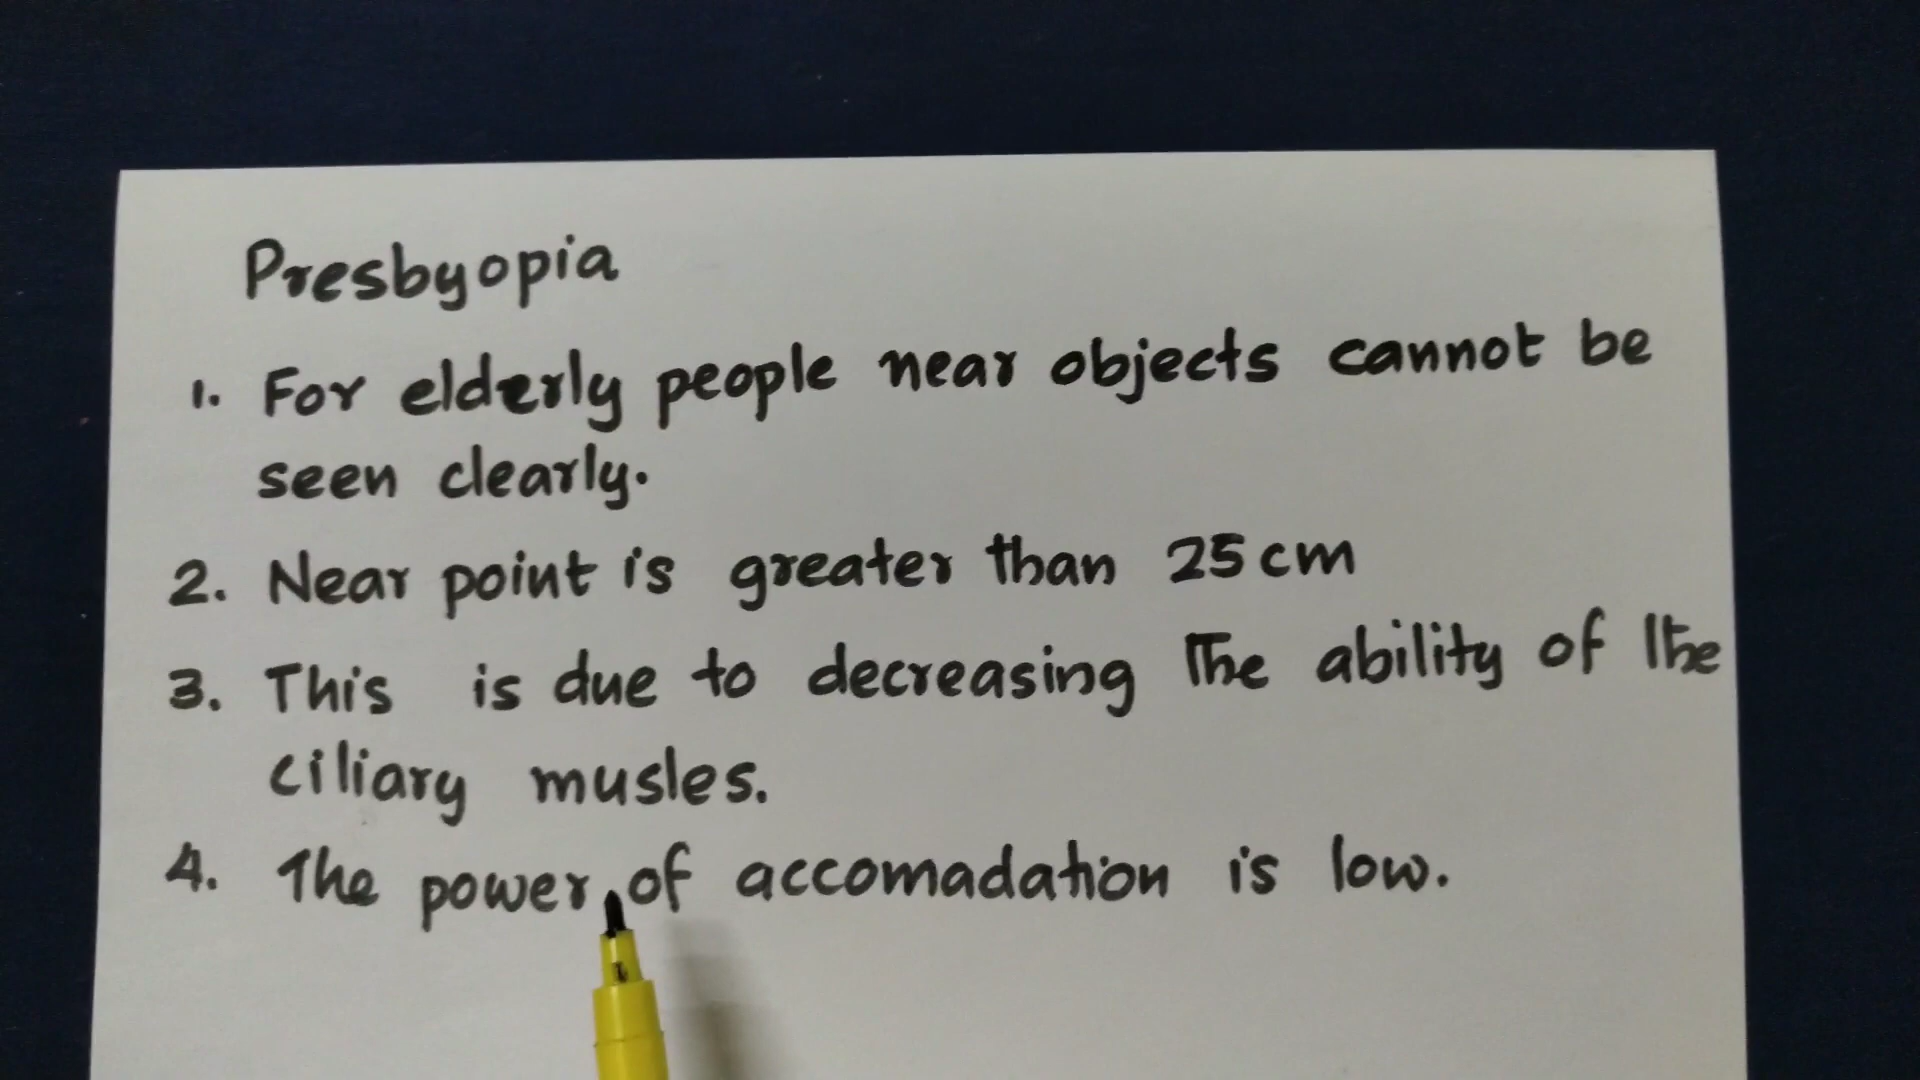 Presbyopia
1. For elderly people near objects cannot be
seen clearly.
2. Near point is greater than 25 cm
3. This is due to decreasing the ability of the
ciliary musles.
4. The power of accomadation is low.